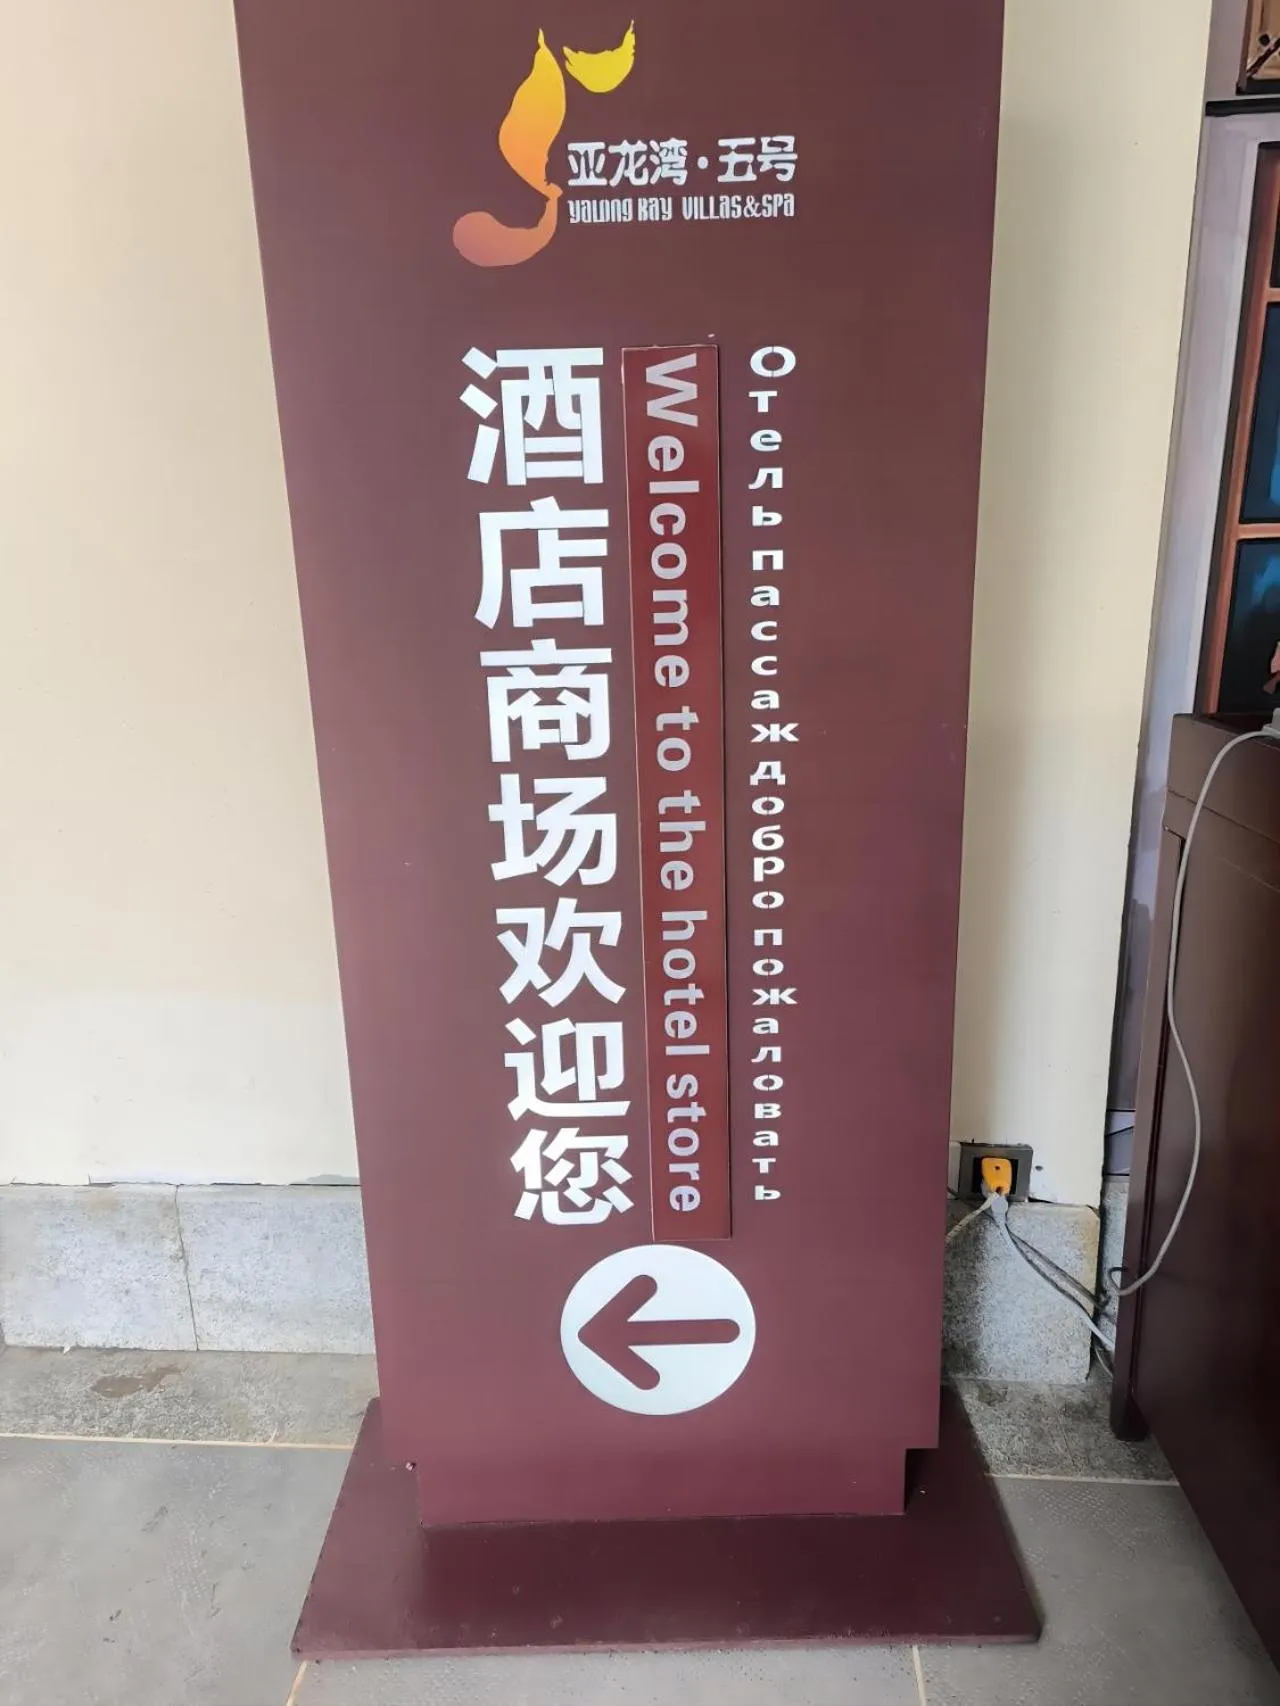 亚龙湾·五号
YALONG BAY VILLAS&SPA
酒店商场欢迎您
Welcome to the hotel store
Отель пассаж добро пожаловать